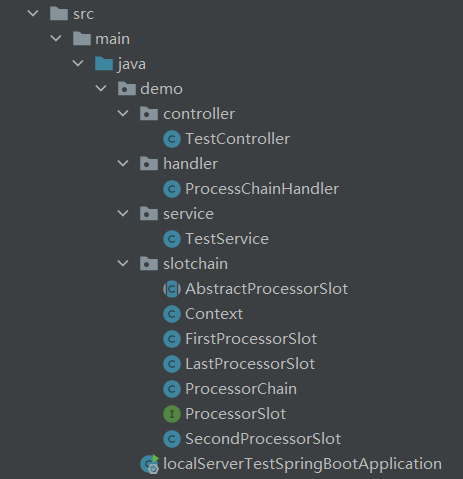 src
main
java
demo
controller
C TestController
handler
C ProcessChainHandler
service
C TestService
slotchain
C AbstractProcessorSlot
C Context
C FirstProcessorSlot
C LastProcessorSlot
C ProcessorChain
I ProcessorSlot
C SecondProcessorSlot
C localServerTestSpringBootApplication